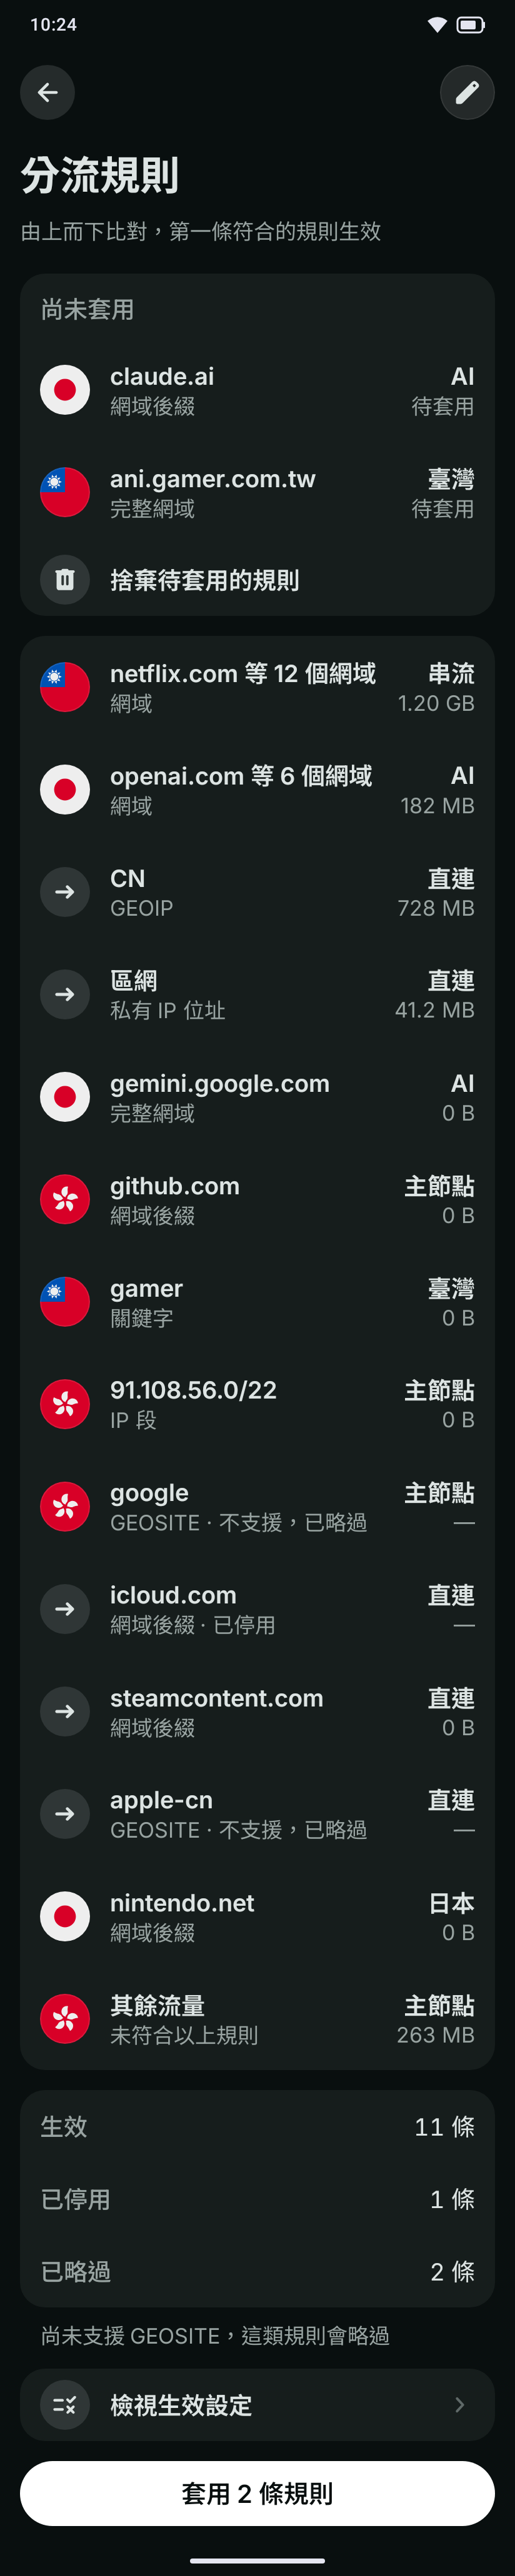 10:24
分流規則
由上而下比對，第一條符合的規則生效
尚未套用
claude.ai AI
網域後綴 待套用
ani.gamer.com.tw 臺灣
完整網域 待套用
捨棄待套用的規則
netflix.com 等 12 個網域 串流
網域 1.20 GB
openai.com 等 6 個網域 AI
網域 182 MB
CN 直連
GEOIP 728 MB
區網 直連
私有 IP 位址 41.2 MB
gemini.google.com AI
完整網域 0 B
github.com 主節點
網域後綴 0 B
gamer 臺灣
關鍵字 0 B
91.108.56.0/22 主節點
IP 段 0 B
google 主節點
GEOSITE · 不支援，已略過 —
icloud.com 直連
網域後綴 · 已停用 —
steamcontent.com 直連
網域後綴 0 B
apple-cn 直連
GEOSITE · 不支援，已略過 —
nintendo.net 日本
網域後綴 0 B
其餘流量 主節點
未符合以上規則 263 MB
生效 11 條
已停用 1 條
已略過 2 條
尚未支援 GEOSITE，這類規則會略過
檢視生效設定
套用 2 條規則